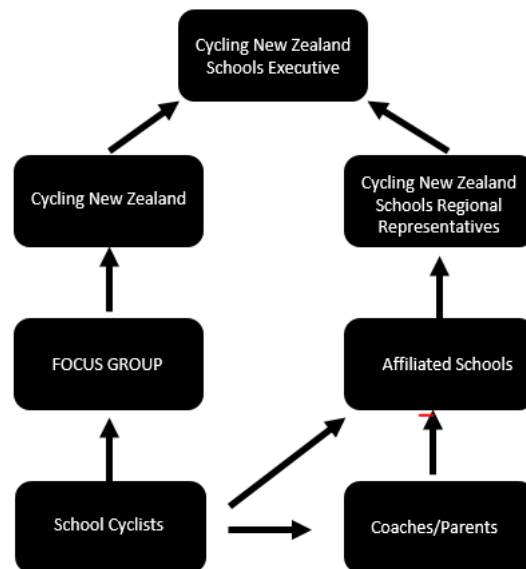 Cycling New Zealand
Schools Executive
Cycling New Zealand
Cycling New Zealand
Schools Regional
Representatives
FOCUS GROUP
Affiliated Schools
School Cyclists
Coaches/Parents